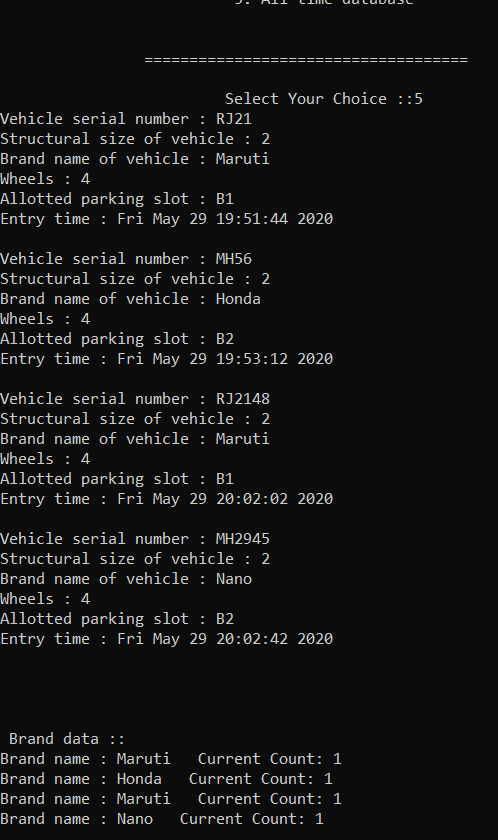 5. All time database
====================================
Select Your Choice ::5
Vehicle serial number : RJ21
Structural size of vehicle : 2
Brand name of vehicle : Maruti
Wheels : 4
Allotted parking slot : B1
Entry time : Fri May 29 19:51:44 2020
Vehicle serial number : MH56
Structural size of vehicle : 2
Brand name of vehicle : Honda
Wheels : 4
Allotted parking slot : B2
Entry time : Fri May 29 19:53:12 2020
Vehicle serial number : RJ2148
Structural size of vehicle : 2
Brand name of vehicle : Maruti
Wheels : 4
Allotted parking slot : B1
Entry time : Fri May 29 20:02:02 2020
Vehicle serial number : MH2945
Structural size of vehicle : 2
Brand name of vehicle : Nano
Wheels : 4
Allotted parking slot : B2
Entry time : Fri May 29 20:02:42 2020
Brand data ::
Brand name : Maruti   Current Count: 1
Brand name : Honda   Current Count: 1
Brand name : Maruti   Current Count: 1
Brand name : Nano   Current Count: 1